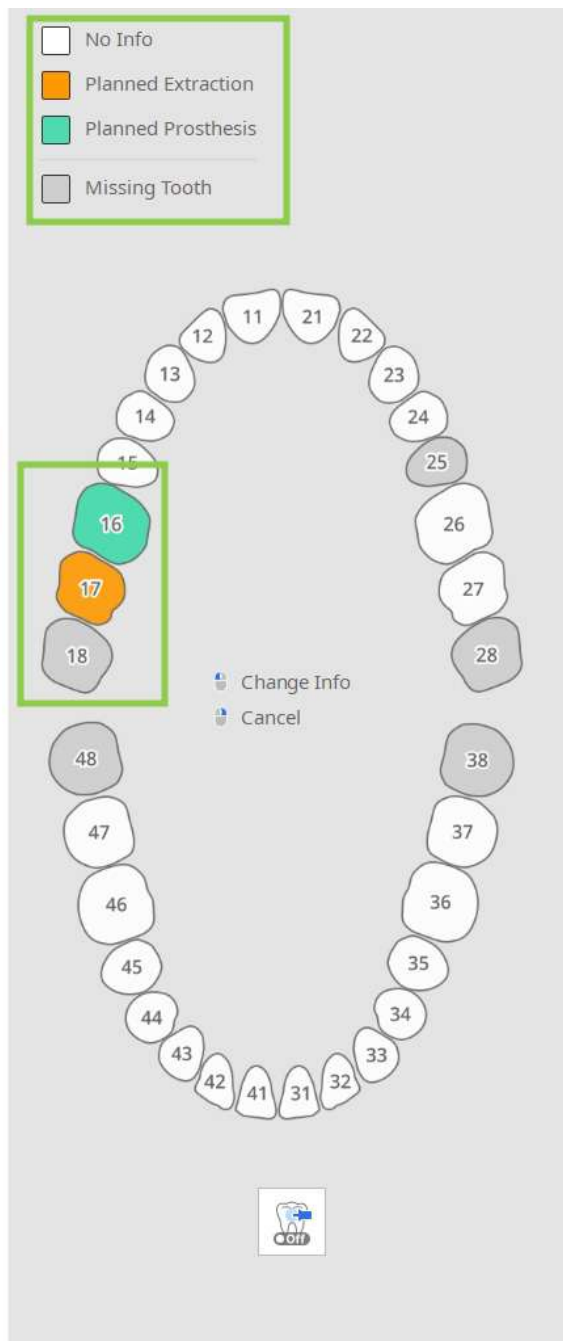 No Info
Planned Extraction
Planned Prosthesis
Missing Tooth
11 21
12 22
13 23
14 24
15 25
16 26
17 27
18 28
Change Info
Cancel
48 38
47 37
46 36
45 35
44 34
43 33
42 41 31 32
Off